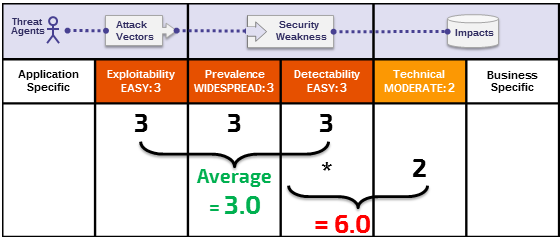 Threat
Agents
Attack
Vectors
Security
Weakness
Impacts
Application
Specific
Exploitability
EASY: 3
Prevalence
WIDESPREAD: 3
Detectability
EASY: 3
Technical
MODERATE: 2
Business
Specific
3 3 3
Average * 2
= 3.0
= 6.0